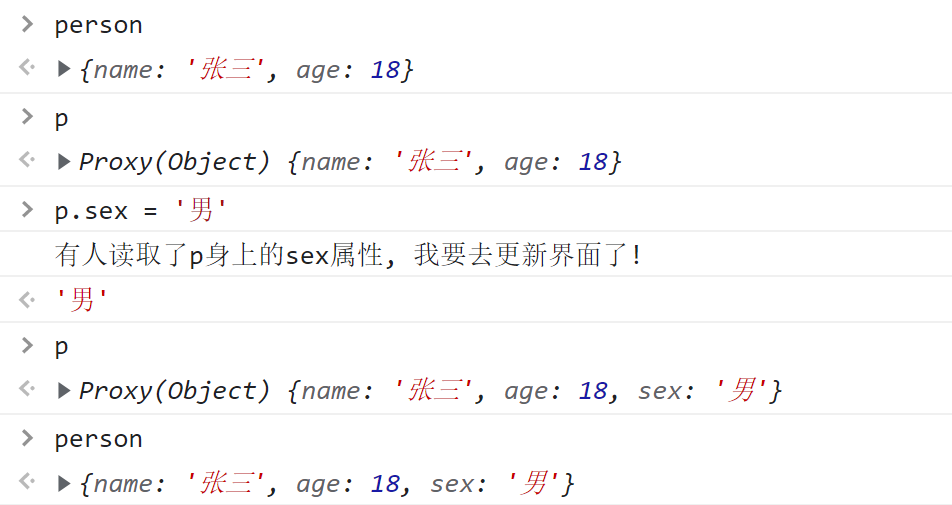 person
{name: '张三', age: 18}
p
Proxy(Object) {name: '张三', age: 18}
p.sex = '男'
有人读取了p身上的sex属性, 我要去更新界面了!
'男'
p
Proxy(Object) {name: '张三', age: 18, sex: '男'}
person
{name: '张三', age: 18, sex: '男'}